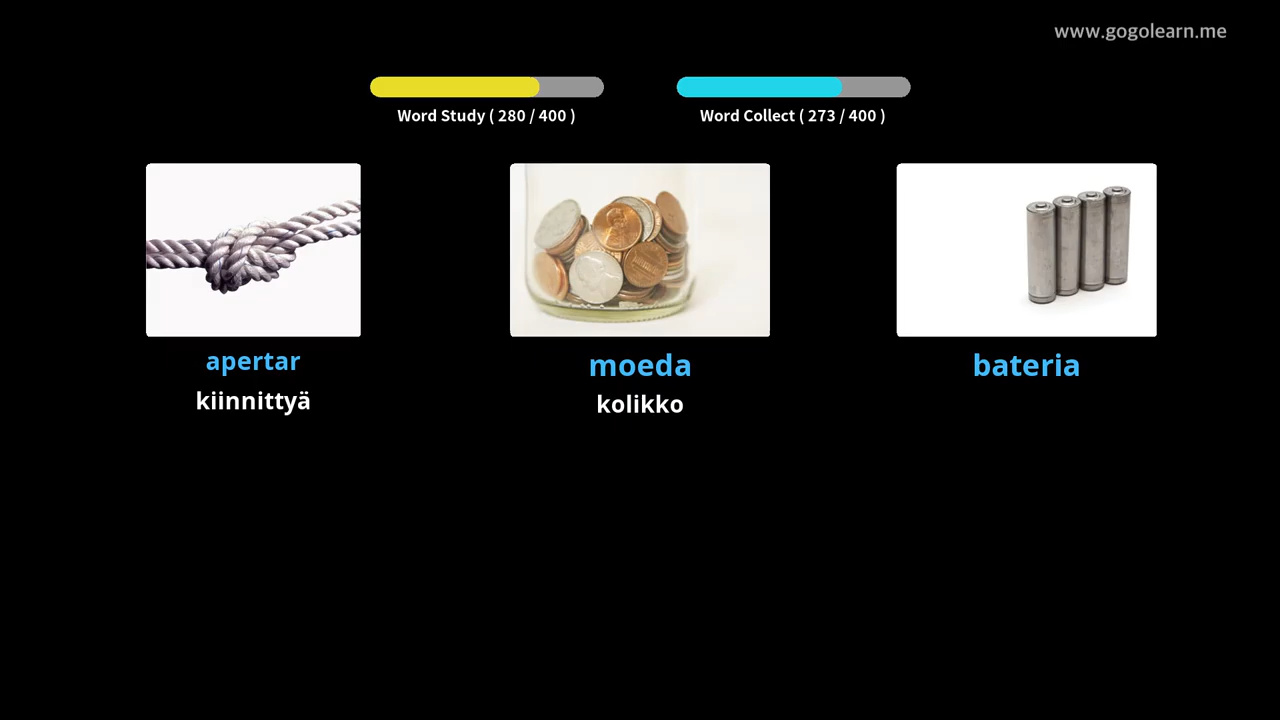 www.gogolearn.me
Word Study ( 280 / 400 )
Word Collect ( 273 / 400 )
apertar
kiinnittyä
moeda
kolikko
bateria